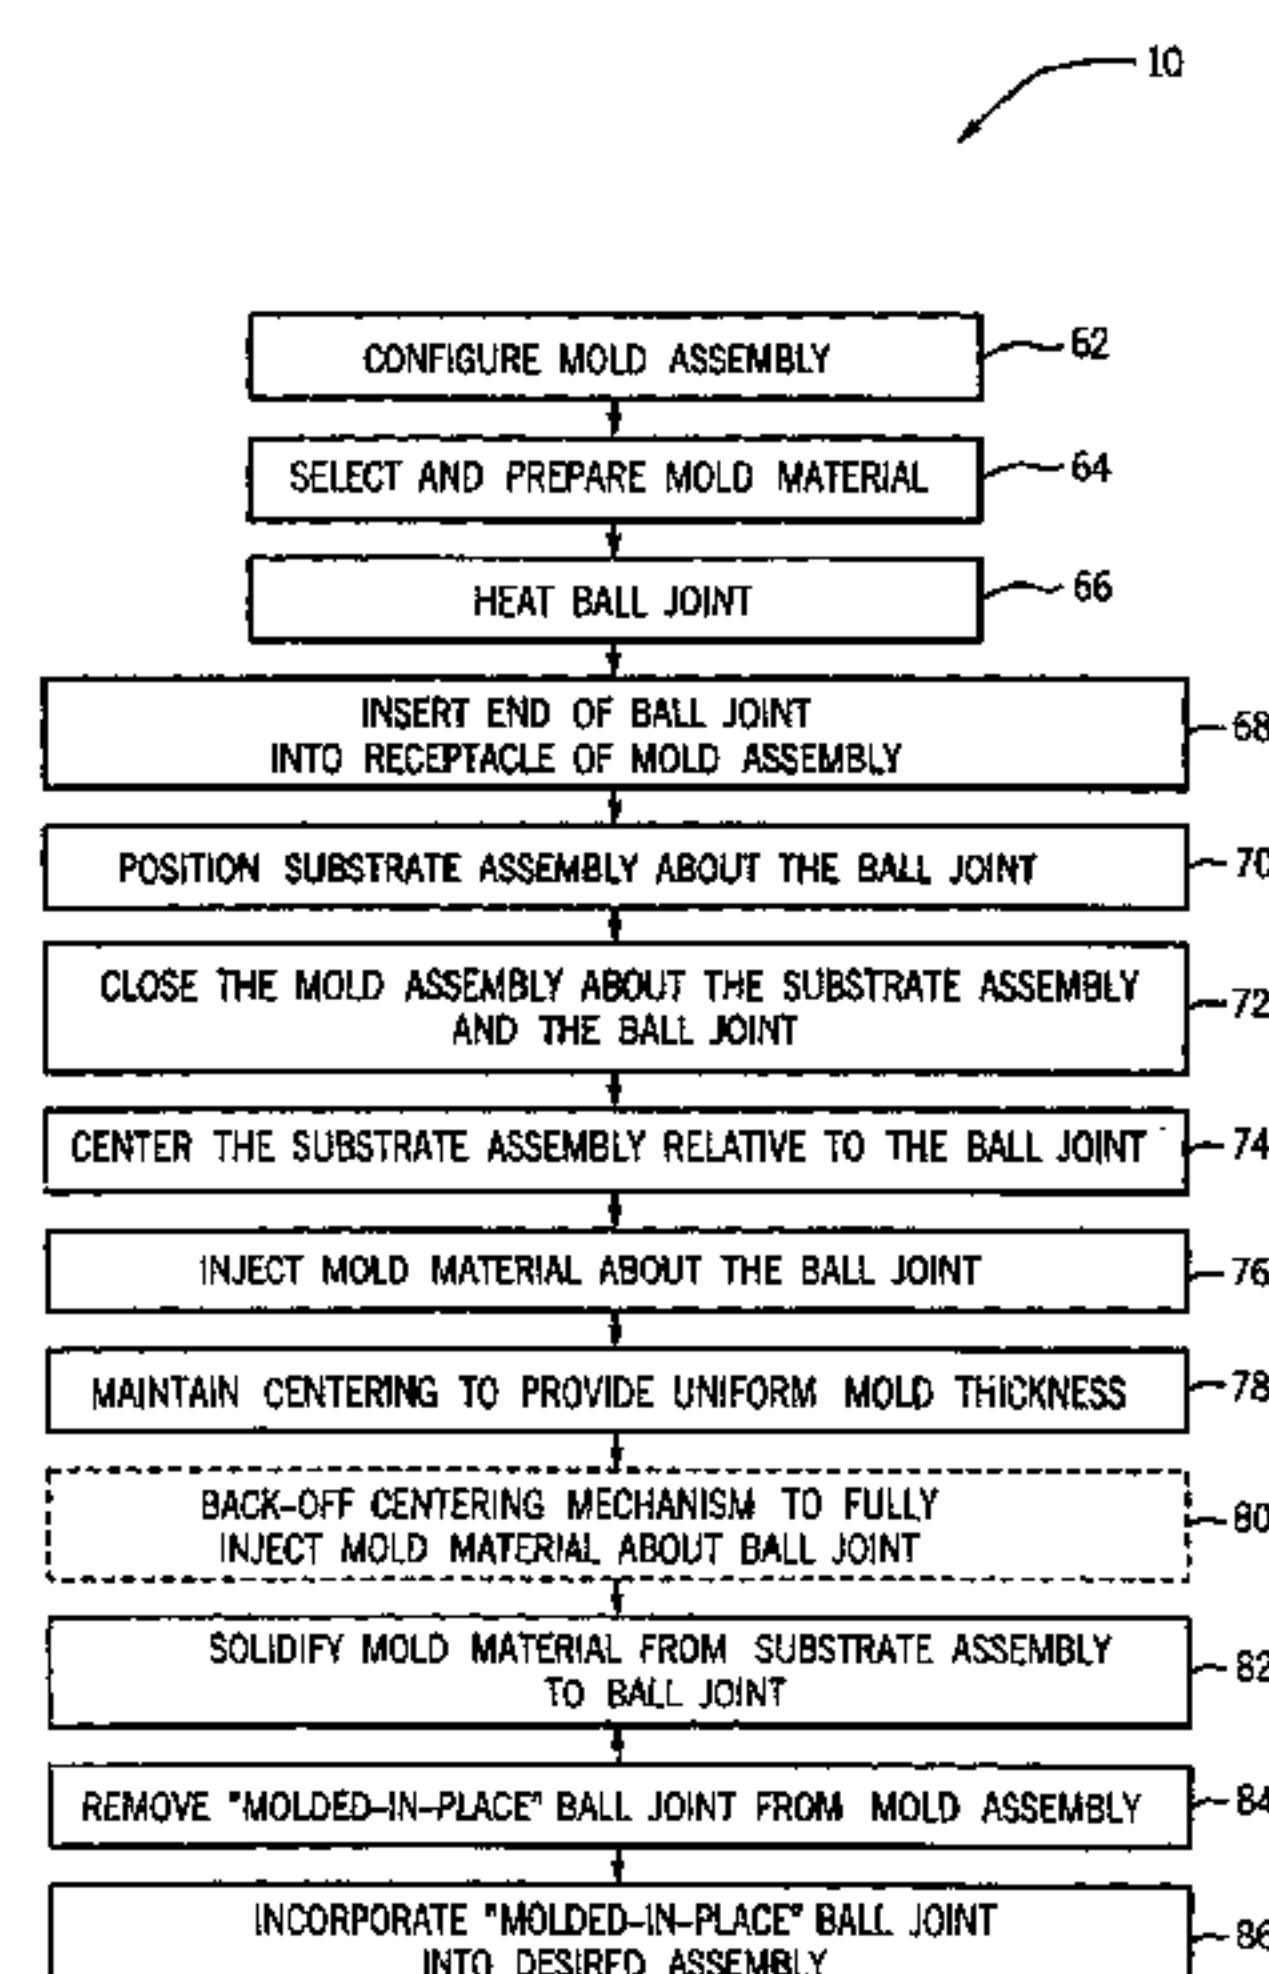 10
CONFIGURE MOLD ASSEMBLY
62
SELECT AND PREPARE MOLD MATERIAL
64
HEAT BALL JOINT
66
INSERT END OF BALL JOINT
INTO RECEPTACLE OF MOLD ASSEMBLY
68
POSITION SUBSTRATE ASSEMBLY ABOUT THE BALL JOINT
70
CLOSE THE MOLD ASSEMBLY ABOUT THE SUBSTRATE ASSEMBLY
AND THE BALL JOINT
72
CENTER THE SUBSTRATE ASSEMBLY RELATIVE TO THE BALL JOINT
74
INJECT MOLD MATERIAL ABOUT THE BALL JOINT
76
MAINTAIN CENTERING TO PROVIDE UNIFORM MOLD THICKNESS
78
BACK-OFF CENTERING MECHANISM TO FULLY
INJECT MOLD MATERIAL ABOUT BALL JOINT
80
SOLIDIFY MOLD MATERIAL FROM SUBSTRATE ASSEMBLY
TO BALL JOINT
82
REMOVE "MOLDED-IN-PLACE" BALL JOINT FROM MOLD ASSEMBLY
84
INCORPORATE "MOLDED-IN-PLACE" BALL JOINT
INTO DESIRED ASSEMBLY
86